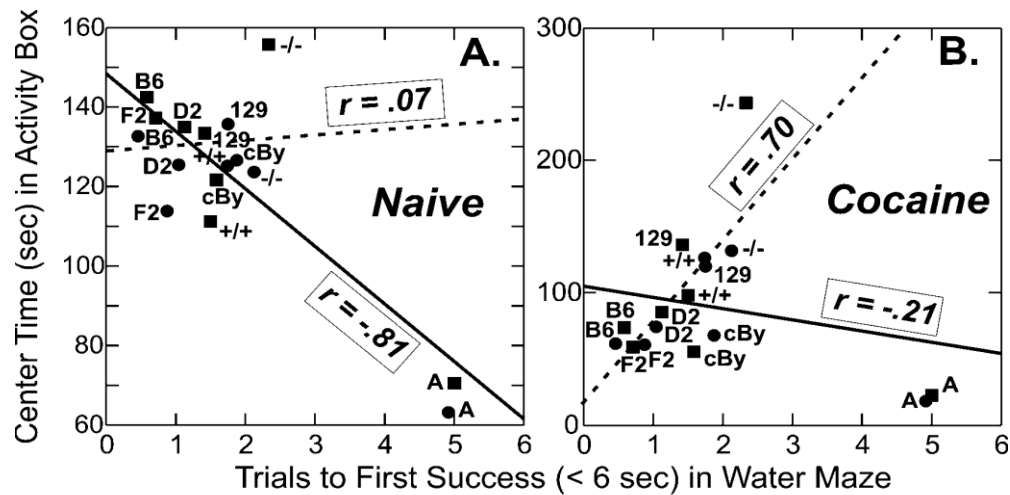 Center Time (sec) in Activity Box
160
140
120
100
80
60
A.
-/-
B6
F2
D2
129
B6
129
+/+
cBy
D2
-/-
cBy
F2
+/+
r = .07
Naive
r = -.81
A
A
0 1 2 3 4 5 6
300
200
100
0
B.
-/-
r = .70
Cocaine
129
-/-
+/+
129
+/+
r = -.21
B6
D2
B6
D2
cBy
F2
F2
cBy
A
A
0 1 2 3 4 5 6
Trials to First Success (< 6 sec) in Water Maze